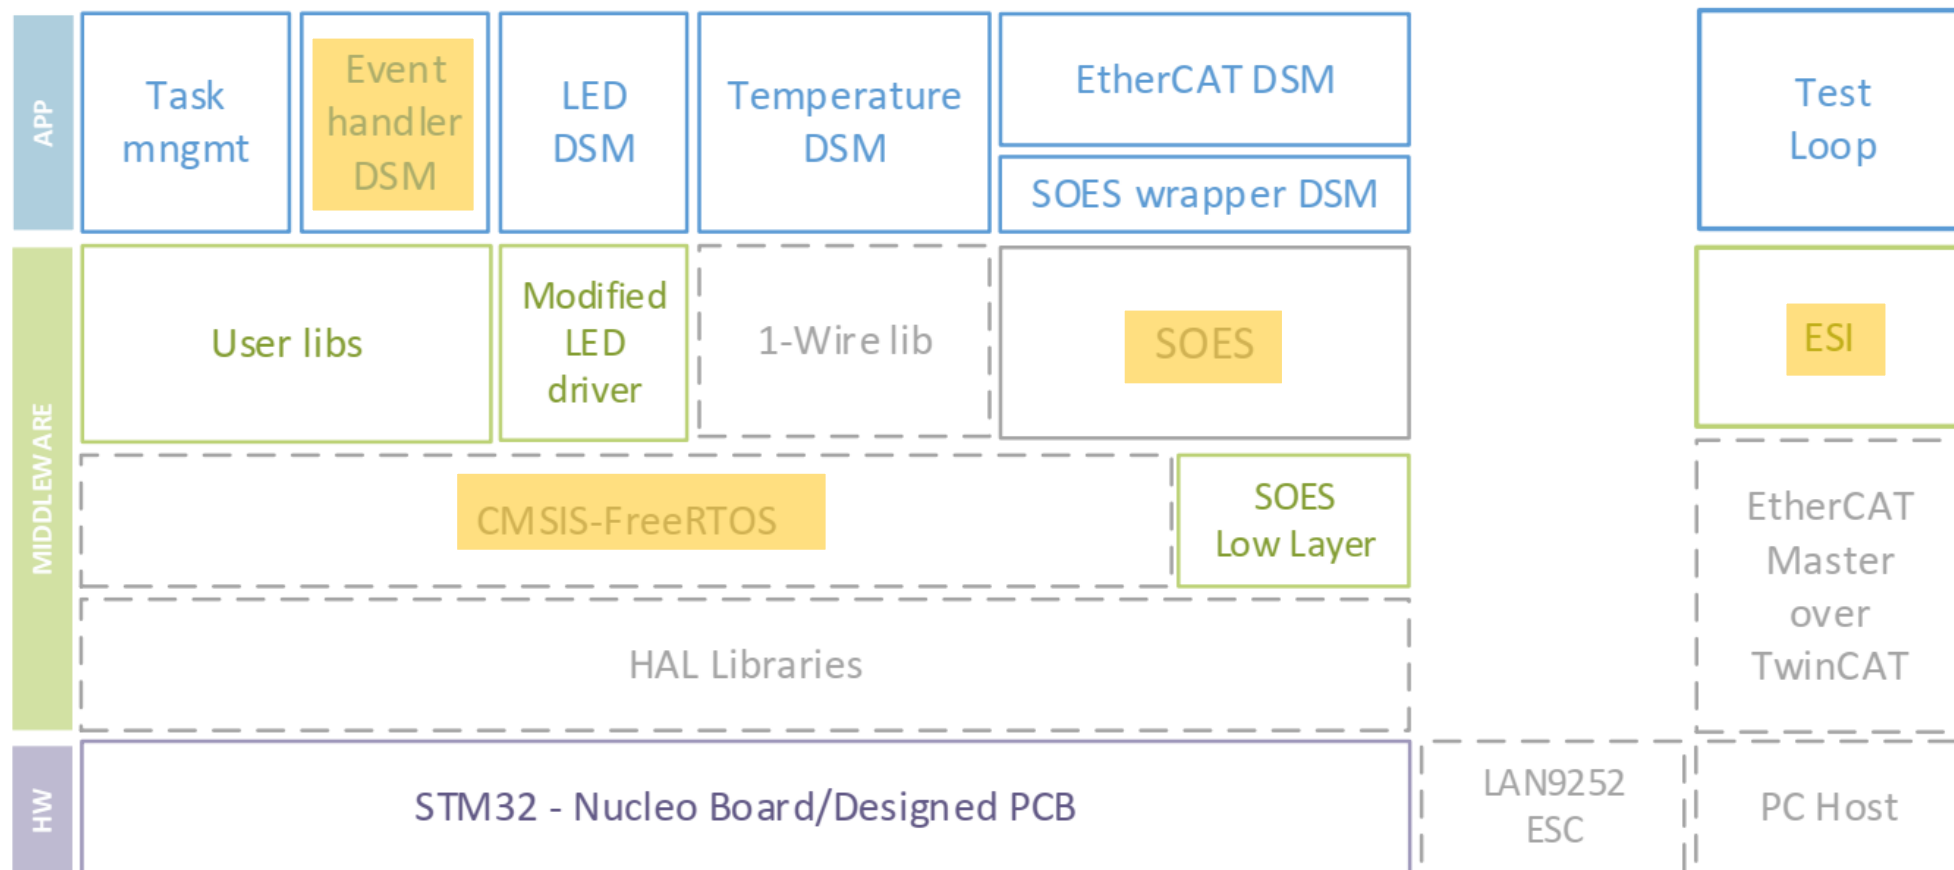 APP
Task
mngmt
Event
handler
DSM
LED
DSM
Temperature
DSM
EtherCAT DSM
SOES wrapper DSM
Test
Loop
MIDDLEWARE
User libs
Modified
LED
driver
1-Wire lib
SOES
ESI
CMSIS-FreeRTOS
SOES
Low Layer
EtherCAT
Master
over
TwinCAT
HAL Libraries
HW
STM32 - Nucleo Board/Designed PCB
LAN9252
ESC
PC Host